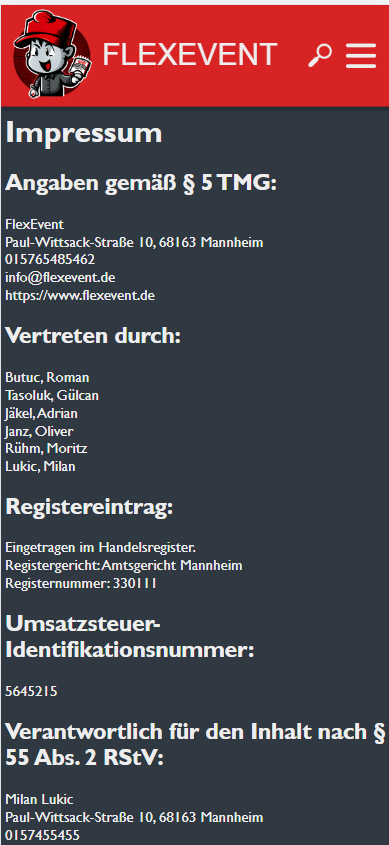 FLEXEVENT
Impressum
Angaben gemäß § 5 TMG:
FlexEvent
Paul-Wittsack-Straße 10, 68163 Mannheim
015765485462
info@flexevent.de
https://www.flexevent.de
Vertreten durch:
Butuc, Roman
Tasoluk, Gülcan
Jäkel, Adrian
Janz, Oliver
Rühm, Moritz
Lukic, Milan
Registereintrag:
Eingetragen im Handelsregister.
Registergericht: Amtsgericht Mannheim
Registernummer: 330111
Umsatzsteuer-
Identifikationsnummer:
5645215
Verantwortlich für den Inhalt nach §
55 Abs. 2 RStV:
Milan Lukic
Paul-Wittsack-Straße 10, 68163 Mannheim
0157455455